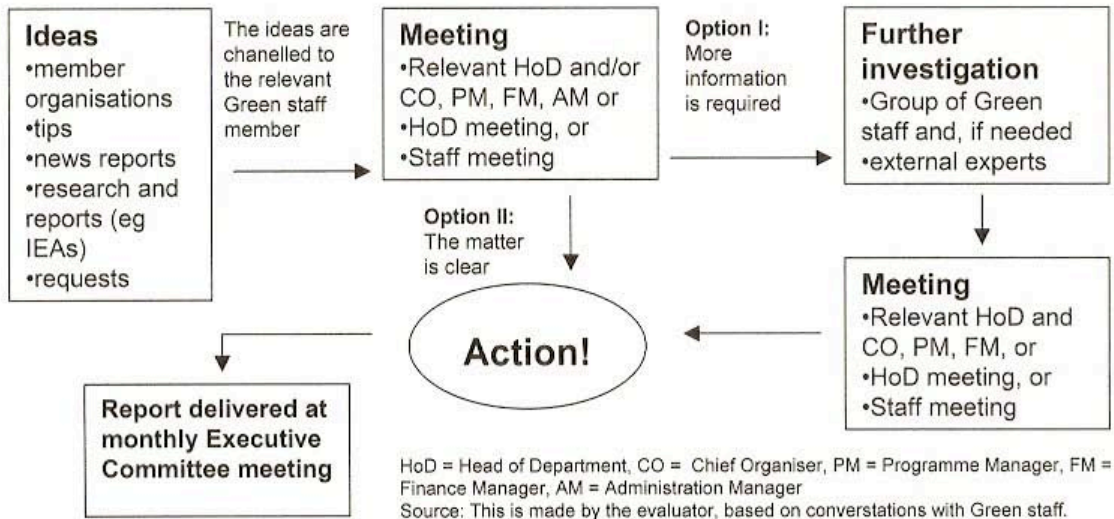 Ideas
•member
organisations
•tips
•news reports
•research and
reports (eg
IEAs)
•requests
The ideas are
chanelled to
the relevant
Green staff
member
Meeting
•Relevant HoD and/or
CO, PM, FM, AM or
•HoD meeting, or
•Staff meeting
Option I:
More
information
is required
Further
investigation
•Group of Green
staff and, if needed
•external experts
Option II:
The matter
is clear
Meeting
•Relevant HoD and
CO, PM, FM, or
•HoD meeting, or
•Staff meeting
Action!
Report delivered at
monthly Executive
Committee meeting
HoD = Head of Department, CO = Chief Organiser, PM = Programme Manager, FM =
Finance Manager, AM = Administration Manager
Source: This is made by the evaluator, based on converstations with Green staff.